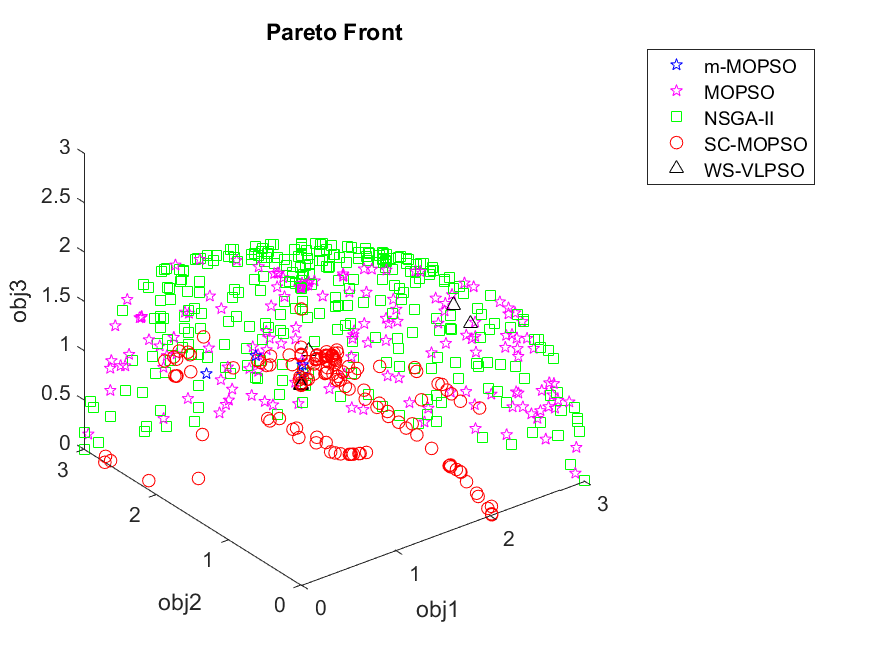 Pareto Front
m-MOPSO
MOPSO
NSGA-II
SC-MOPSO
WS-VLPSO
3
2.5
2
1.5
1
0.5
0
obj3
3
2
1
0
obj2
0
1
2
3
obj1